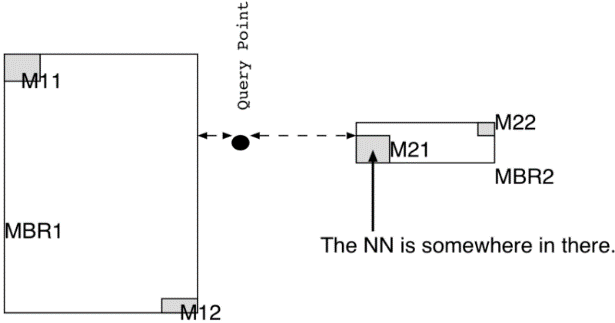 Query Point
M11
M22
M21
MBR2
MBR1
The NN is somewhere in there.
M12